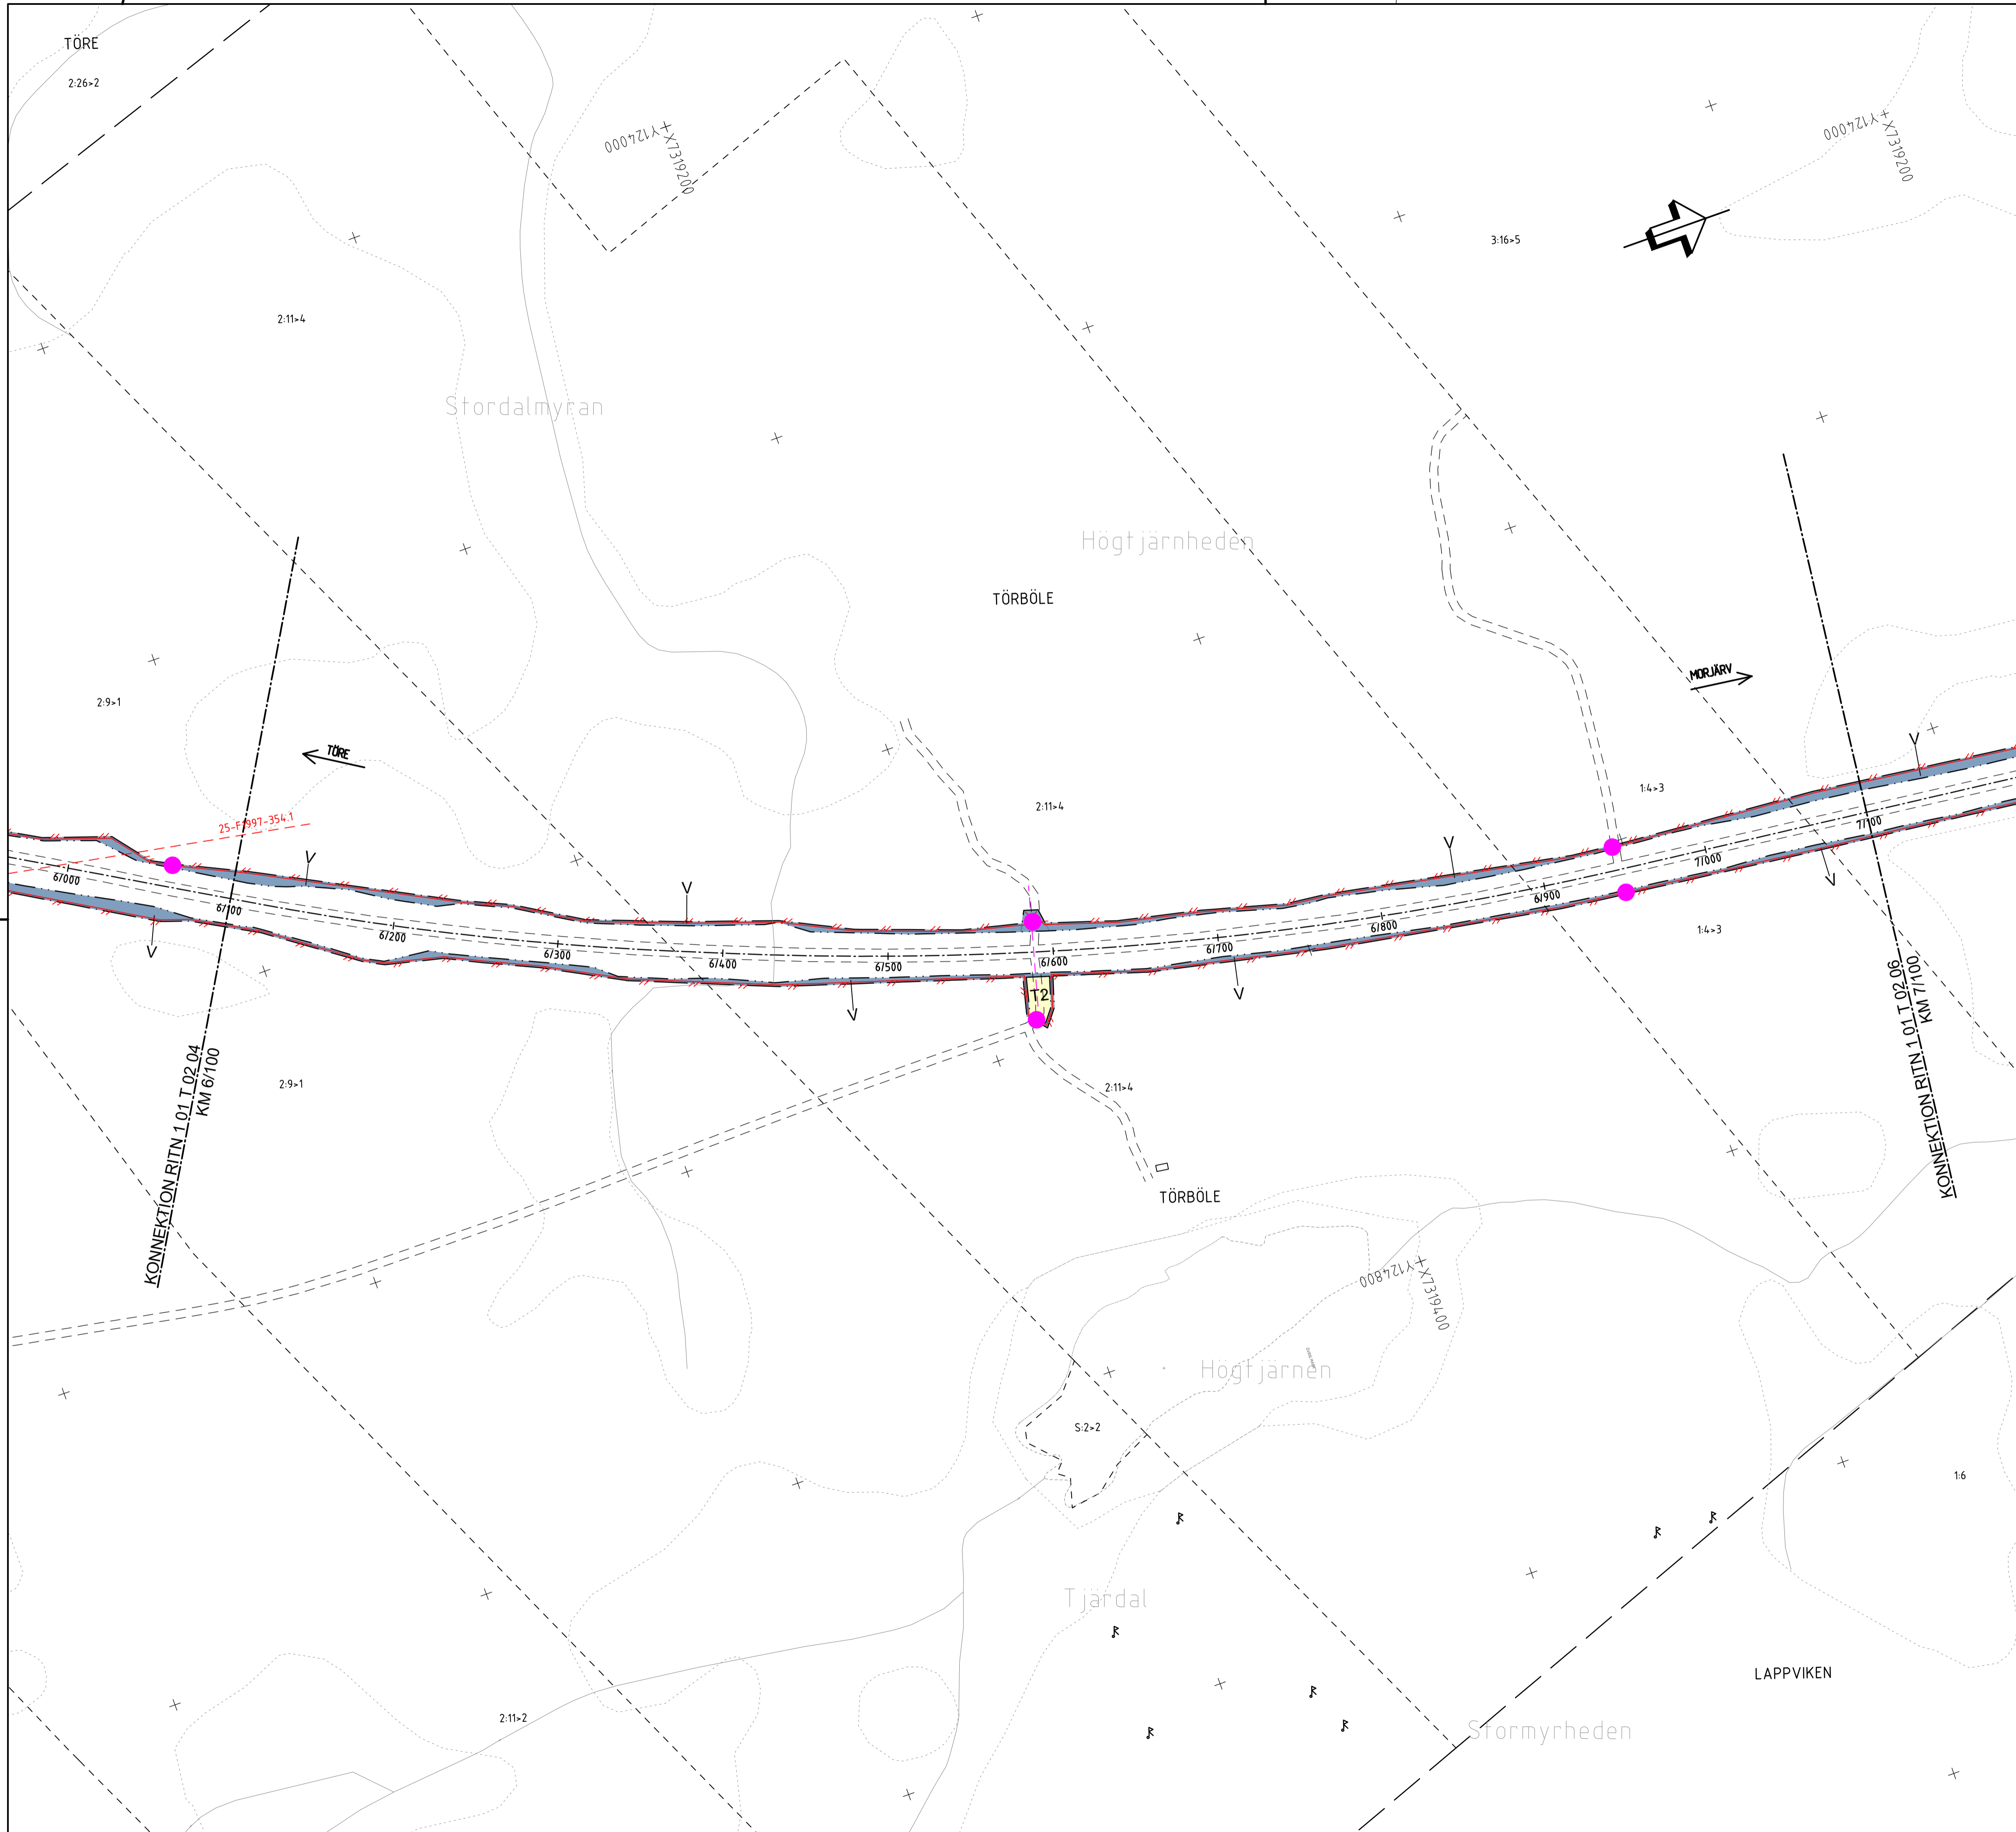 TÖRE
2:26>2
Y124000
X7319200
Y124000
X7319200
3:16>5
2:11>4
Stordalmyran
Högtjärnheden
TÖRBÖLE
MORJÄRV
2:9>1
TÖRE
1:4>3
2:11>4
25-F1997-354.1
V
V
V
V
6/000
6/100
6/200
6/300
6/400
6/500
6/600
6/700
6/800
6/900
7/000
7/100
1:4>3
V
V
V
V
T2
KONNEKTION RITN 1 01 T 02 04
KM 6/100
KONNEKTION RITN 1 01 T 02 06
KM 7/100
2:9>1
2:11>4
TÖRBÖLE
Y124800
X7319400
Högtjärnen
S:2>2
1:6
Tjärdal
LAPPVIKEN
2:11>2
Stormyrheden